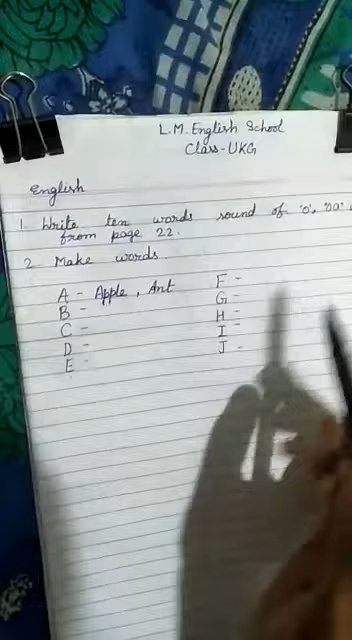 L.M. English School
Class-UKG
English
1. Write ten words sound of 'o', 'oo'
from page 22.
2. Make words.
A - Apple, Ant
B -
C -
D -
E -
F -
G -
H -
I -
J -